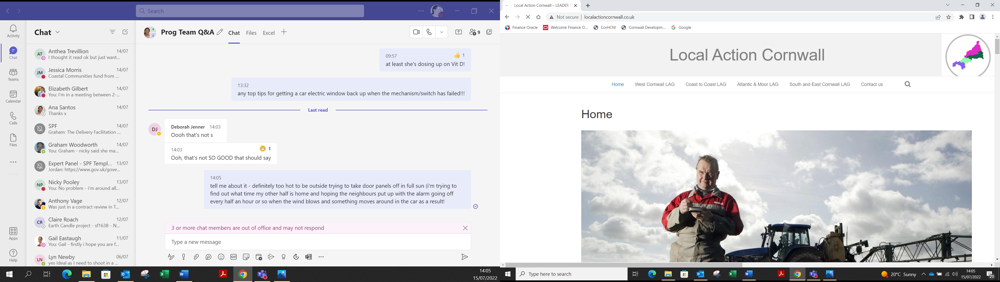 Search
Activity
Chat
Teams
Calendar
Calls
Files
Apps
Help
Chat
AT
Anthea Trevillion 14/07
I thought it read ok but just want...
JM
Jessica Morris 14/07
Coastal Communities fund from ...
Elizabeth Gilbert 14/07
You: I'm in a meeting between 2-...
Ana Santos 14/07
Thanks x
SPF 14/07
Graham: The Delivery Facilitation ...
Graham Woodworth 14/07
You: Graham - nicky said she ma...
Expert Panel - SPF Templ... 13/07
Jordan: https://www.gov.uk/gove...
NP
Nicky Pooley 13/07
You: No problem - i'm around all...
Anthony Vage 12/07
Was just in a contract review in T...
CR
Claire Roach 12/07
Earth Candle project - sf163B - N...
Gail Eastaugh 11/07
You: Gail - firstly i hope you are f...
LN
Lyn Newby 06/07
yes Ideal as I need to shoot in a ...
A
C
Prog Team Q&A Chat Files Excel
9
09:57 1
at least she's dosing up on Vit D!
13:32
any top tips for getting a car electric window back up when the mechanism/switch has failed!!!
Last read
DJ
Deborah Jenner 14:03
Oooh that's not s
14:03 1
Ooh, that's not SO GOOD that should say
14:05
tell me about it - definitely too hot to be outside trying to take door panels off in full sun (i'm trying to
find out what time my other half is home and hoping the neighbours put up with the alarm going off
every half an hour or so when the wind blows and something moves around in the car as a result!
3 or more chat members are out of office and may not respond
Type a new message
GIF
14:05
15/07/2022
Local Action Cornwall – LEADER
Not secure | localactioncornwall.co.uk
Finance Oracle Welcome Finance O... CorHCM Cornwall Developm... Google
Local Action Cornwall
Home West Cornwall LAG Coast to Coast LAG Atlantic & Moor LAG South and East Cornwall LAG Contact us
Home
New Holland
Type here to search
20°C Sunny
14:05
15/07/2022
20